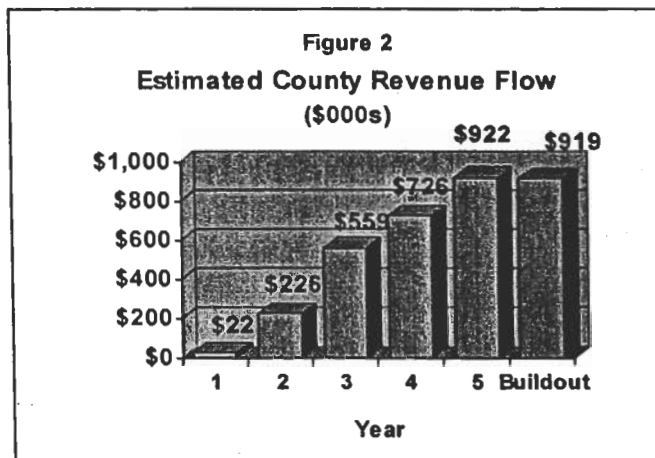 Figure 2
Estimated County Revenue Flow
($000s)
$922
$919
$1,000
$726
$800
$559
$600
$400
$226
$200
$22
$0
1 2 3 4 5 Buildout
Year